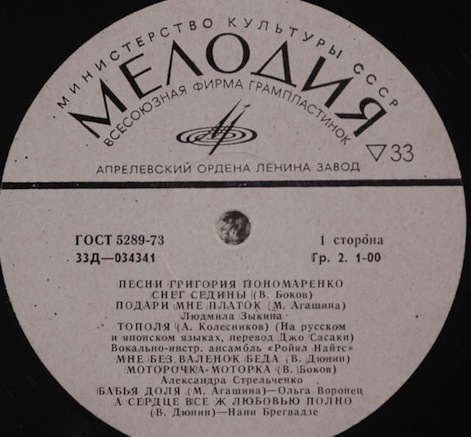 МИНИСТЕРСТВО КУЛЬТУРЫ СССР
МЕЛОДИЯ
ВСЕСОЮЗНАЯ ФИРМА ГРАМПЛАСТИНОК
▽33
АПРЕЛЕВСКИЙ ОРДЕНА ЛЕНИНА ЗАВОД
ГОСТ 5289-73 1 сторона
33Д—034341 Гр. 2. 1-00
ПЕСНИ ГРИГОРИЯ ПОНОМАРЕНКО
СНЕГ СЕДИНЫ (В. Боков)
ПОДАРИ МНЕ ПЛАТОК (М. Агашина)
Людмила Зыкина
ТОПОЛЯ (А. Колесников) (На русском
и японском языках, перевод Джо Сасаки)
Вокально-инстр. ансамбль «Ройял Найтс»
МНЕ БЕЗ ВАЛЕНОК БЕДА (В. Дюнин)
МОТОРОЧКА-МОТОРКА (В. Боков)
Александра Стрельченко
БАБЬЯ ДОЛЯ (М. Агашина)—Ольга Воронец
А СЕРДЦЕ ВСЕ Ж ЛЮБОВЬЮ ПОЛНО
(В. Дюнин)—Нани Брегвадзе